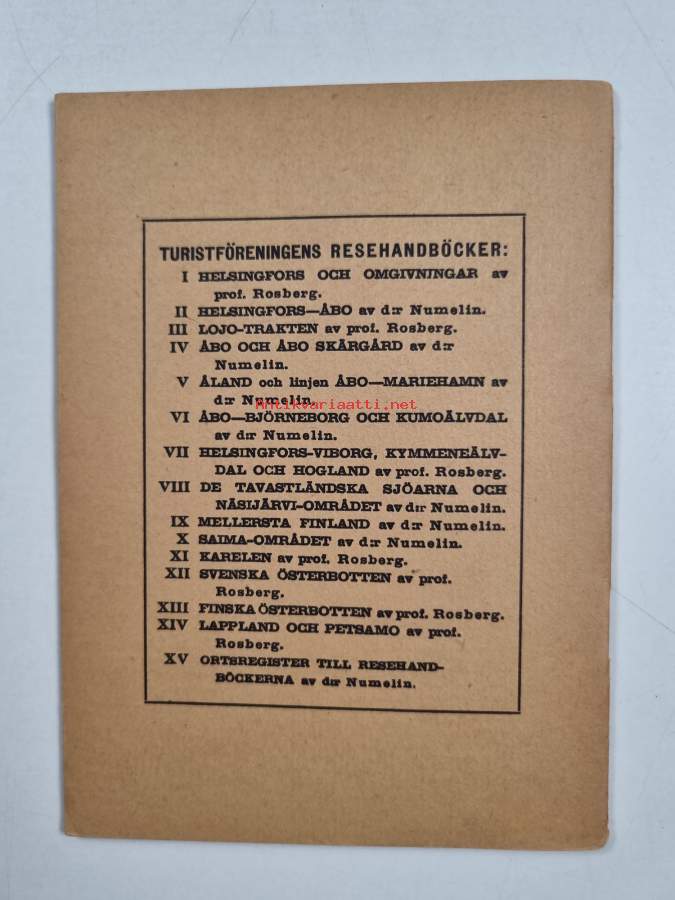 TURISTFÖRENINGENS RESEHANDBÖCKER:
I HELSINGFORS OCH OMGIVNINGAR av
prof. Rosberg.
II HELSINGFORS—ÅBO av d:r Numelin.
III LOJO-TRAKTEN av prof. Rosberg.
IV ÅBO OCH ÅBO SKÄRGÅRD av d:r
Numelin.
V ÅLAND och linjen ÅBO—MARIEHAMN av
d:r Numelin.
Antikvariaatti.net
VI ÅBO—BJÖRNEBORG OCH KUMOÄLVDAL
av d:r Numelin.
VII HELSINGFORS-VIBORG, KYMMENEÄLV-
DAL OCH HOGLAND av prof. Rosberg.
VIII DE TAVASTLÄNDSKA SJÖARNA OCH
NÄSIJÄRVI-OMRÅDET av d:r Numelin.
IX MELLERSTA FINLAND av d:r Numelin.
X SAIMA-OMRÅDET av d:r Numelin.
XI KARELEN av prof. Rosberg.
XII SVENSKA ÖSTERBOTTEN av prof.
Rosberg.
XIII FINSKA ÖSTERBOTTEN av prof. Rosberg.
XIV LAPPLAND OCH PETSAMO av prof.
Rosberg.
XV ORTSREGISTER TILL RESEHAND-
BÖCKERNA av d:r Numelin.